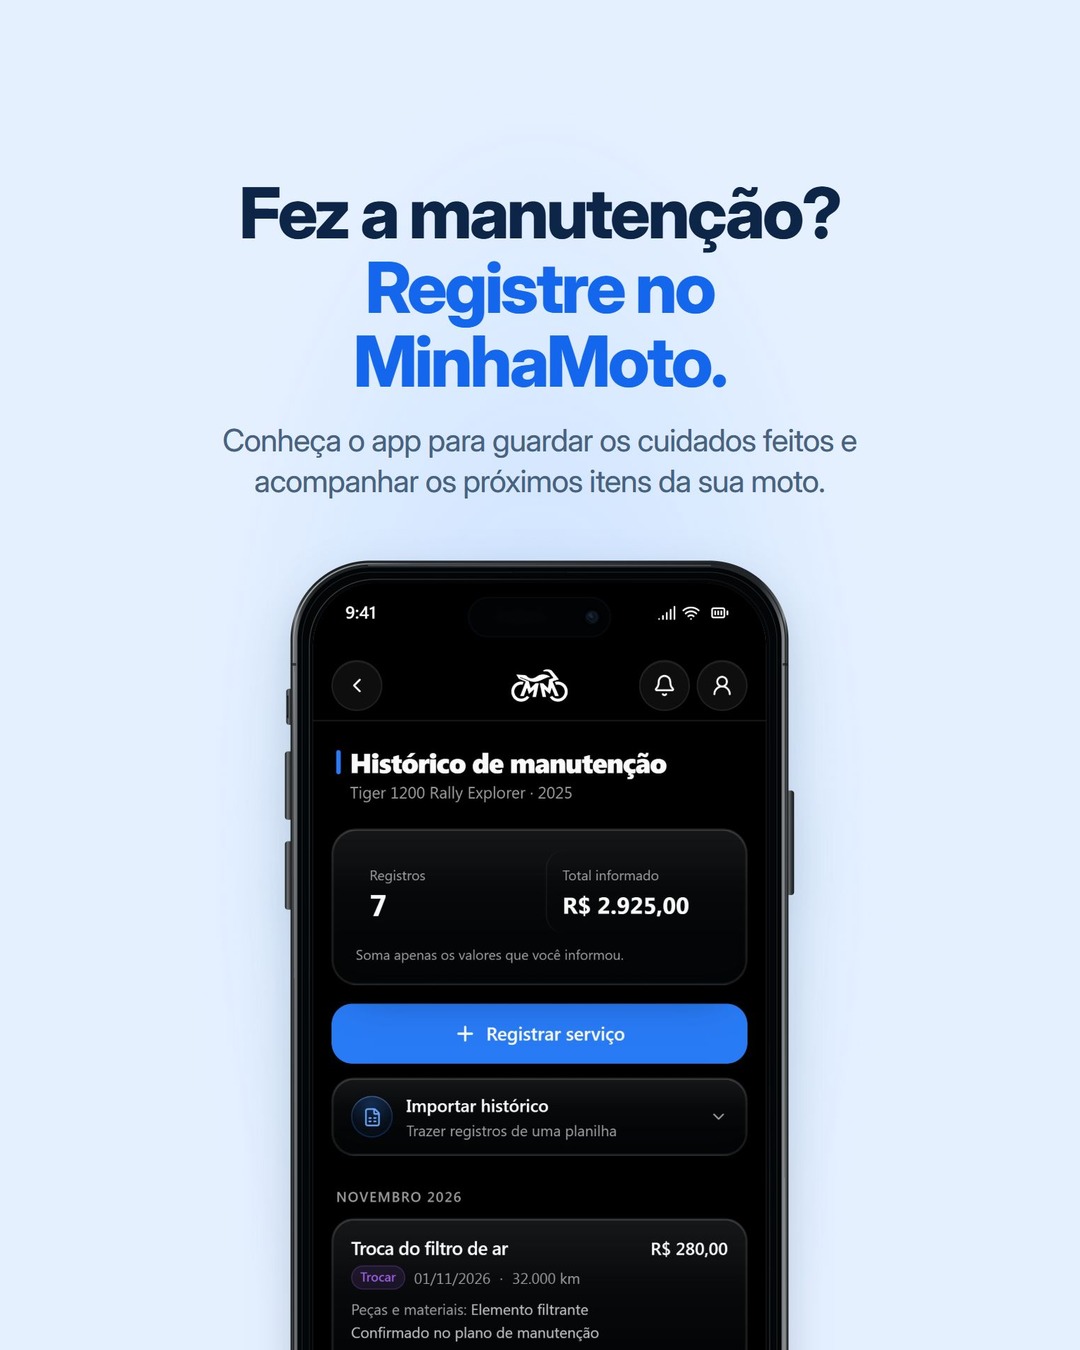 Fez a manutenção?
Registre no
MinhaMoto.
Conheça o app para guardar os cuidados feitos e
acompanhar os próximos itens da sua moto.
9:41
MM
Histórico de manutenção
Tiger 1200 Rally Explorer · 2025
Registros
7
Total informado
R$ 2.925,00
Soma apenas os valores que você informou.
+ Registrar serviço
Importar histórico
Trazer registros de uma planilha
NOVEMBRO 2026
Troca do filtro de ar
R$ 280,00
Trocar 01/11/2026 · 32.000 km
Peças e materiais: Elemento filtrante
Confirmado no plano de manutenção